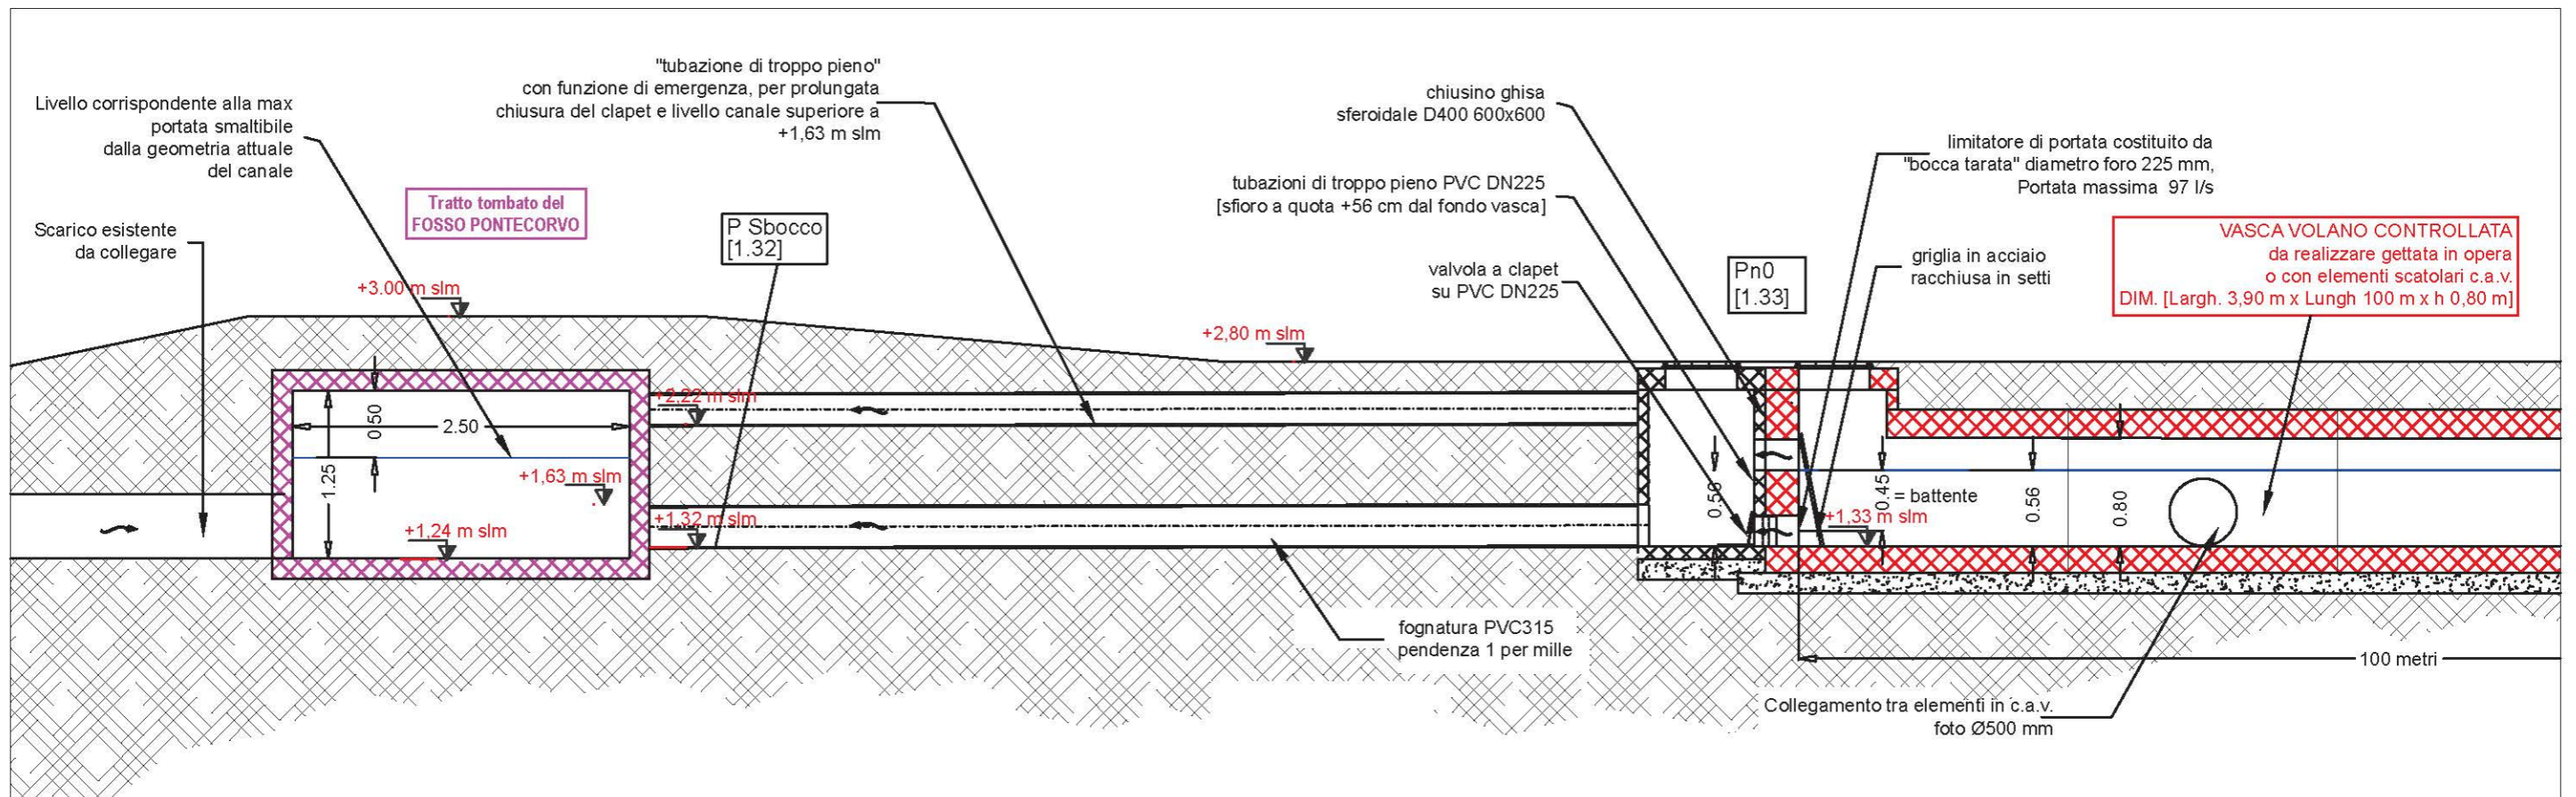 "tubazione di troppo pieno"
con funzione di emergenza, per prolungata
chiusura del clapet e livello canale superiore a
+1,63 m slm
Livello corrispondente alla max
portata smaltibile
dalla geometria attuale
del canale
Scarico esistente
da collegare
Tratto tombato del
FOSSO PONTECORVO
P Sbocco
[1.32]
chiusino ghisa
sferoidale D400 600x600
tubazioni di troppo pieno PVC DN225
[sfioro a quota +56 cm dal fondo vasca]
valvola a clapet
su PVC DN225
limitatore di portata costituito da
"bocca tarata" diametro foro 225 mm,
Portata massima 97 l/s
griglia in acciaio
racchiusa in setti
Pn0
[1.33]
VASCA VOLANO CONTROLLATA
da realizzare gettata in opera
o con elementi scatolari c.a.v.
DIM. [Largh. 3,90 m x Lungh 100 m x h 0,80 m]
+3.00 m slm
+2,80 m slm
+2,22 m slm
0.50
2.50
1.25
+1,63 m slm
+1,24 m slm
+1,32 m slm
0.56
0.45
= battente
+1,33 m slm
0.56
0.80
fognatura PVC315
pendenza 1 per mille
100 metri
Collegamento tra elementi in c.a.v.
foto Ø500 mm